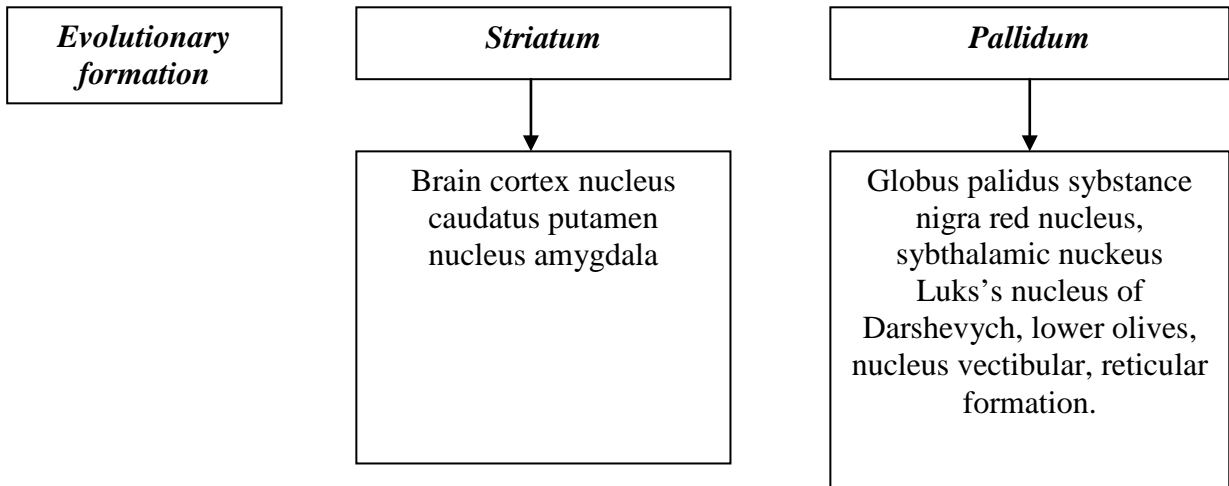 Evolutionary
formation
Striatum
Pallidum
Brain cortex nucleus
caudatus putamen
nucleus amygdala
Globus palidus sybstance
nigra red nucleus,
sybthalamic nuckeus
Luks's nucleus of
Darshevych, lower olives,
nucleus vectibular, reticular
formation.